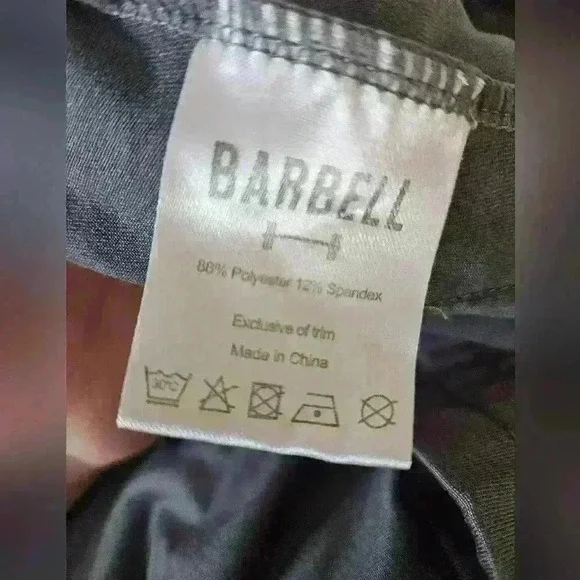 BARBELL
88% Polyester 12% Spandex
Exclusive of trim
Made in China
30°C